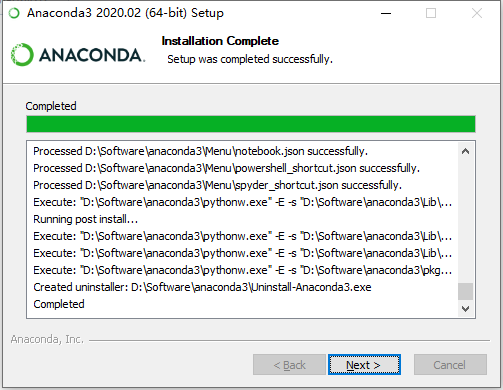 Anaconda3 2020.02 (64-bit) Setup
ANACONDA.
Installation Complete
Setup was completed successfully.
Completed
Processed D:\Software\anaconda3\Menu\notebook.json successfully.
Processed D:\Software\anaconda3\Menu\powershell_shortcut.json successfully.
Processed D:\Software\anaconda3\Menu\spyder_shortcut.json successfully.
Execute: "D:\Software\anaconda3\pythonw.exe" -E -s "D:\Software\anaconda3\Lib\...
Running post install...
Execute: "D:\Software\anaconda3\pythonw.exe" -E -s "D:\Software\anaconda3\Lib\...
Execute: "D:\Software\anaconda3\pythonw.exe" -E -s "D:\Software\anaconda3\Lib\...
Execute: "D:\Software\anaconda3\pythonw.exe" -E -s "D:\Software\anaconda3\pkg...
Created uninstaller: D:\Software\anaconda3\Uninstall-Anaconda3.exe
Completed
Anaconda, Inc.
< Back
Next >
Cancel